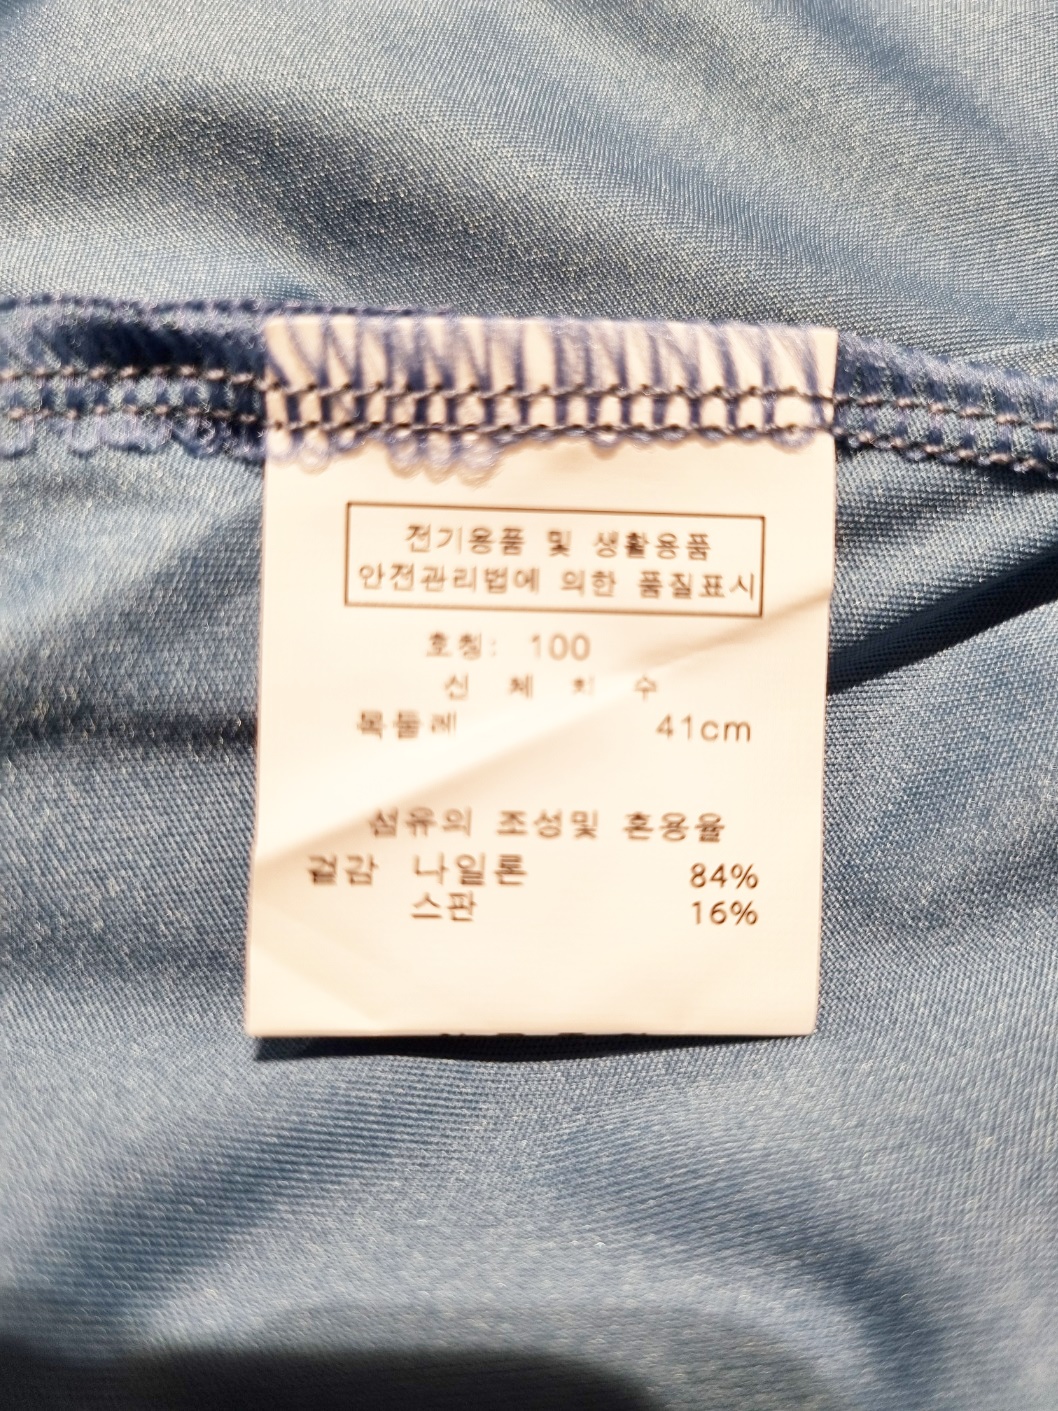 전기용품 및 생활용품
안전관리법에 의한 품질표시
호칭: 100
신 체 치 수
목둘레 41cm
섬유의 조성및 혼용율
겉감 나일론 84%
스판 16%